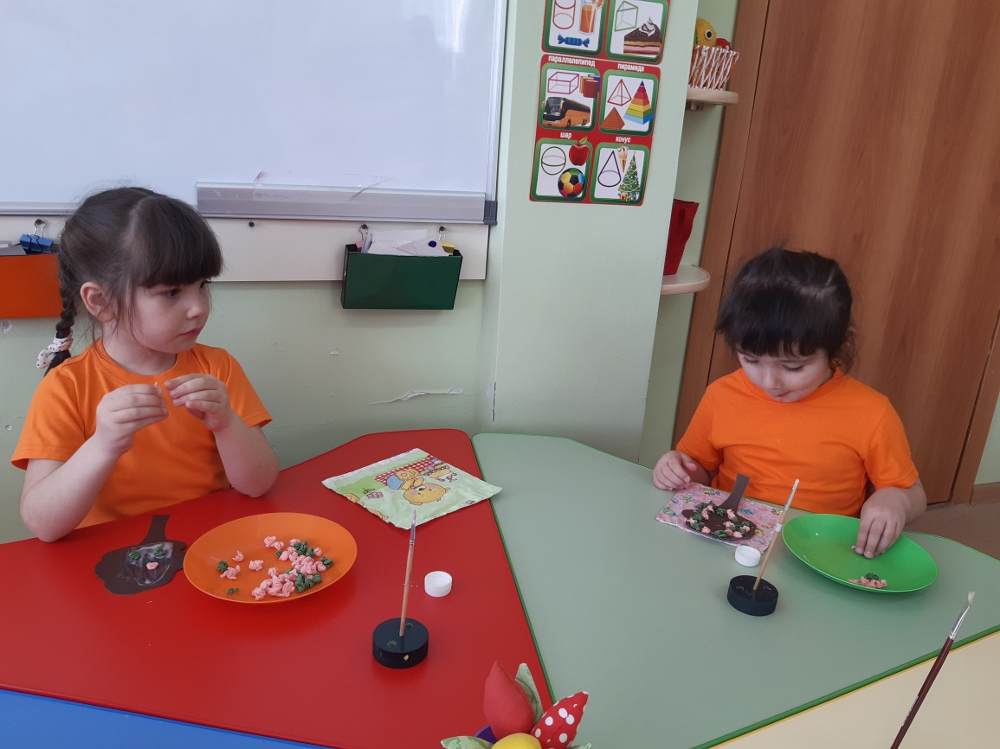 параллелепипед
пирамида
шар
конус